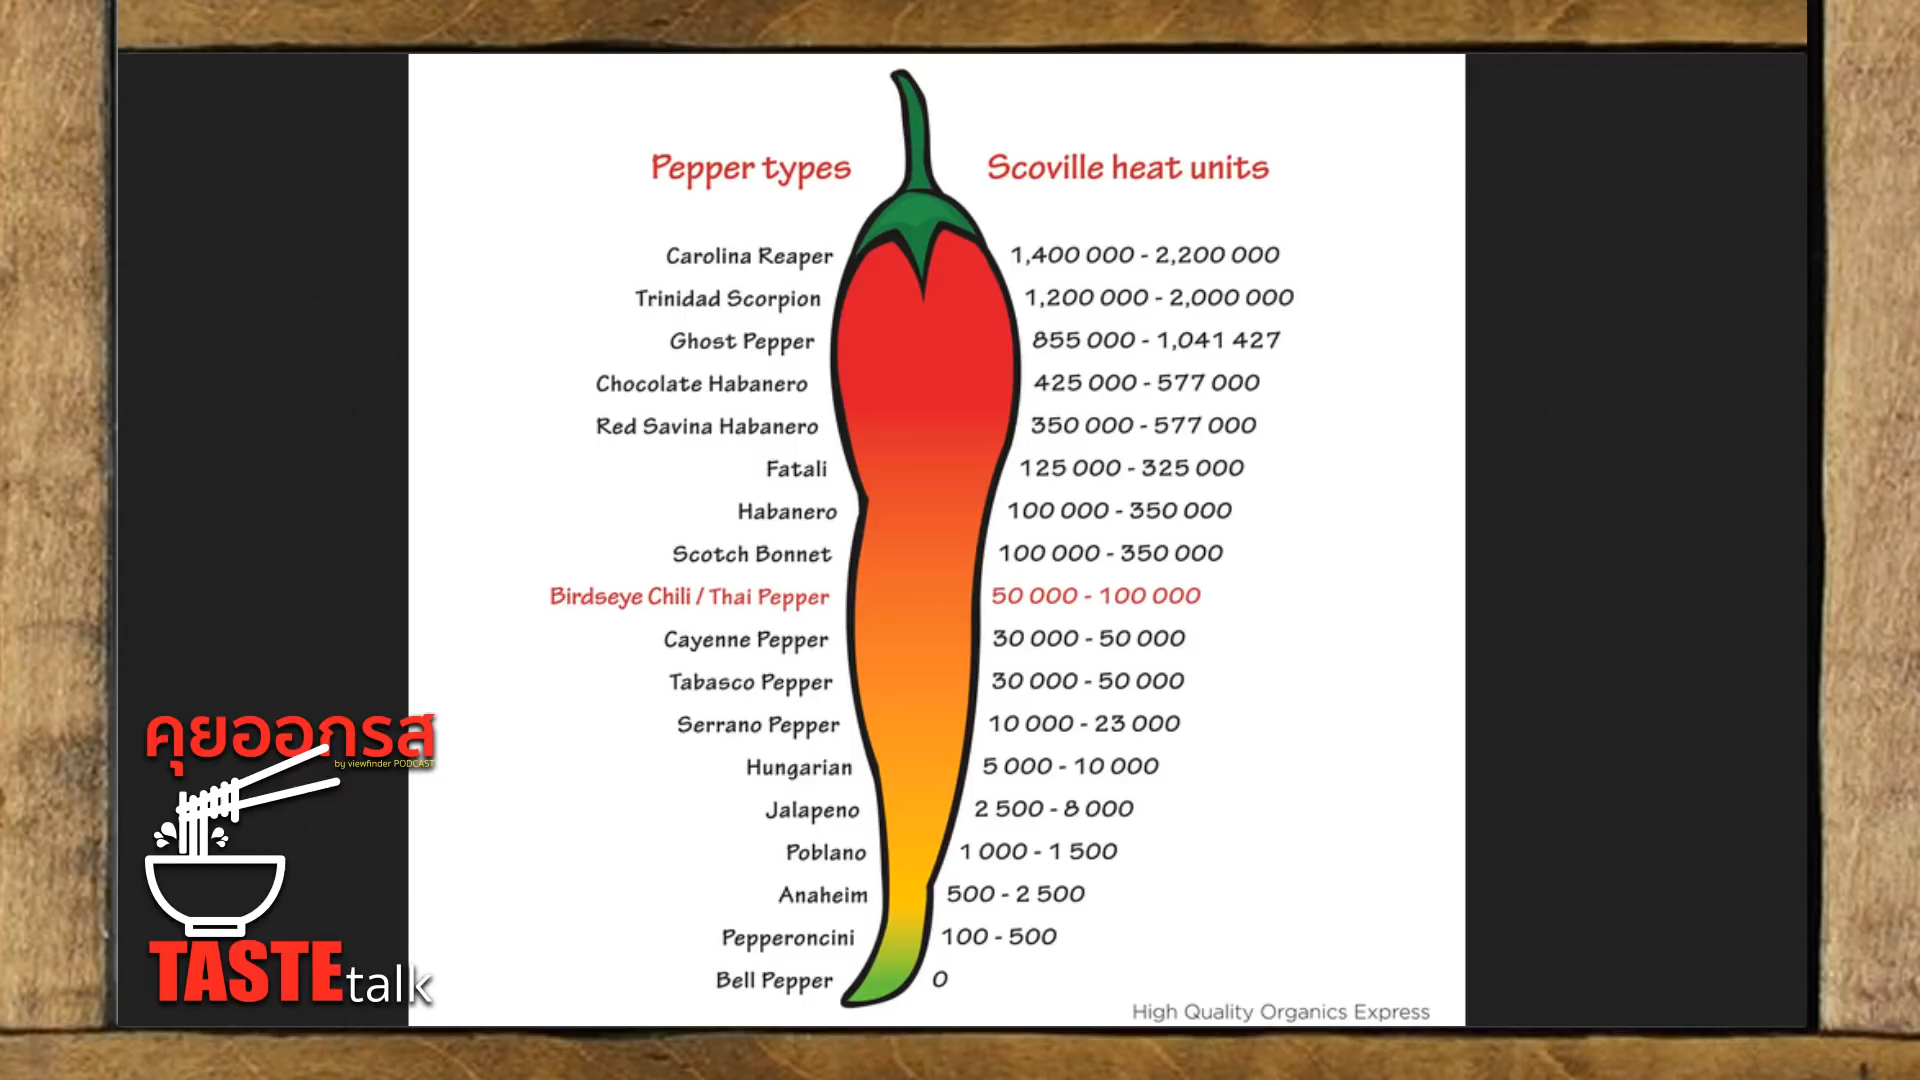 Pepper types Scoville heat units
Carolina Reaper 1,400 000 - 2,200 000
Trinidad Scorpion 1,200 000 - 2,000 000
Ghost Pepper 855 000 - 1,041 427
Chocolate Habanero 425 000 - 577 000
Red Savina Habanero 350 000 - 577 000
Fatali 125 000 - 325 000
Habanero 100 000 - 350 000
Scotch Bonnet 100 000 - 350 000
Birdseye Chili / Thai Pepper 50 000 - 100 000
Cayenne Pepper 30 000 - 50 000
Tabasco Pepper 30 000 - 50 000
Serrano Pepper 10 000 - 23 000
Hungarian 5 000 - 10 000
Jalapeno 2 500 - 8 000
Poblano 1 000 - 1 500
Anaheim 500 - 2 500
Pepperoncini 100 - 500
Bell Pepper 0
High Quality Organics Express
คุยออกรส
by viewfinder PODCAST
TASTEtalk